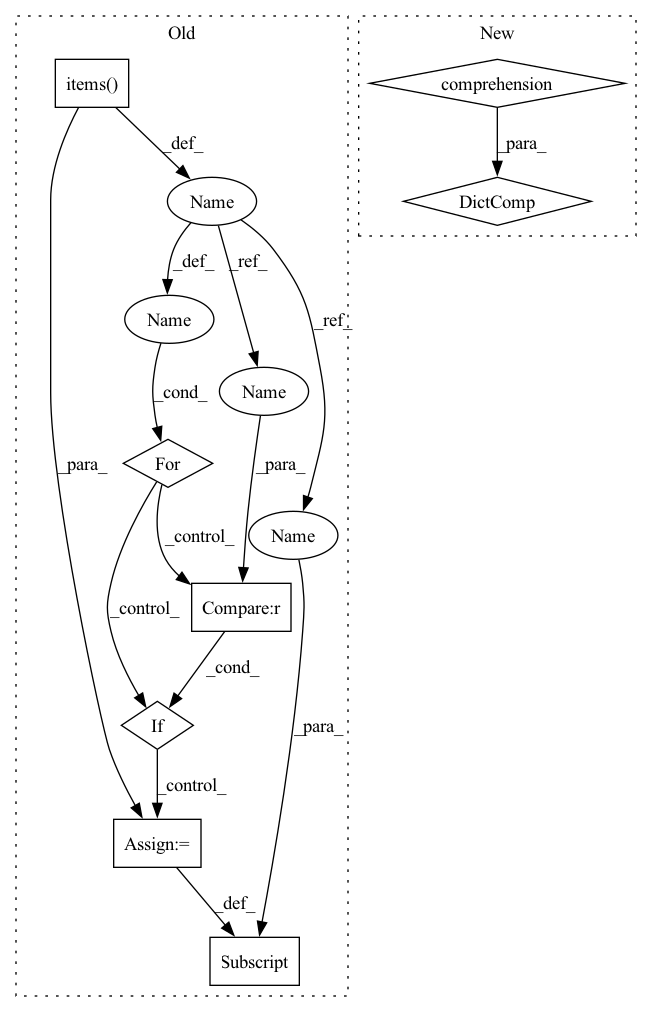 Old
New
items()
comprehension
_def_
_para_
Name
DictComp
_def_
_ref_
_ref_
Name
Name
_cond_
_para_
_para_
For
Name
_control_
_control_
Compare:r
_cond_
_para_
If
_control_
Assign:=
_def_
Subscript